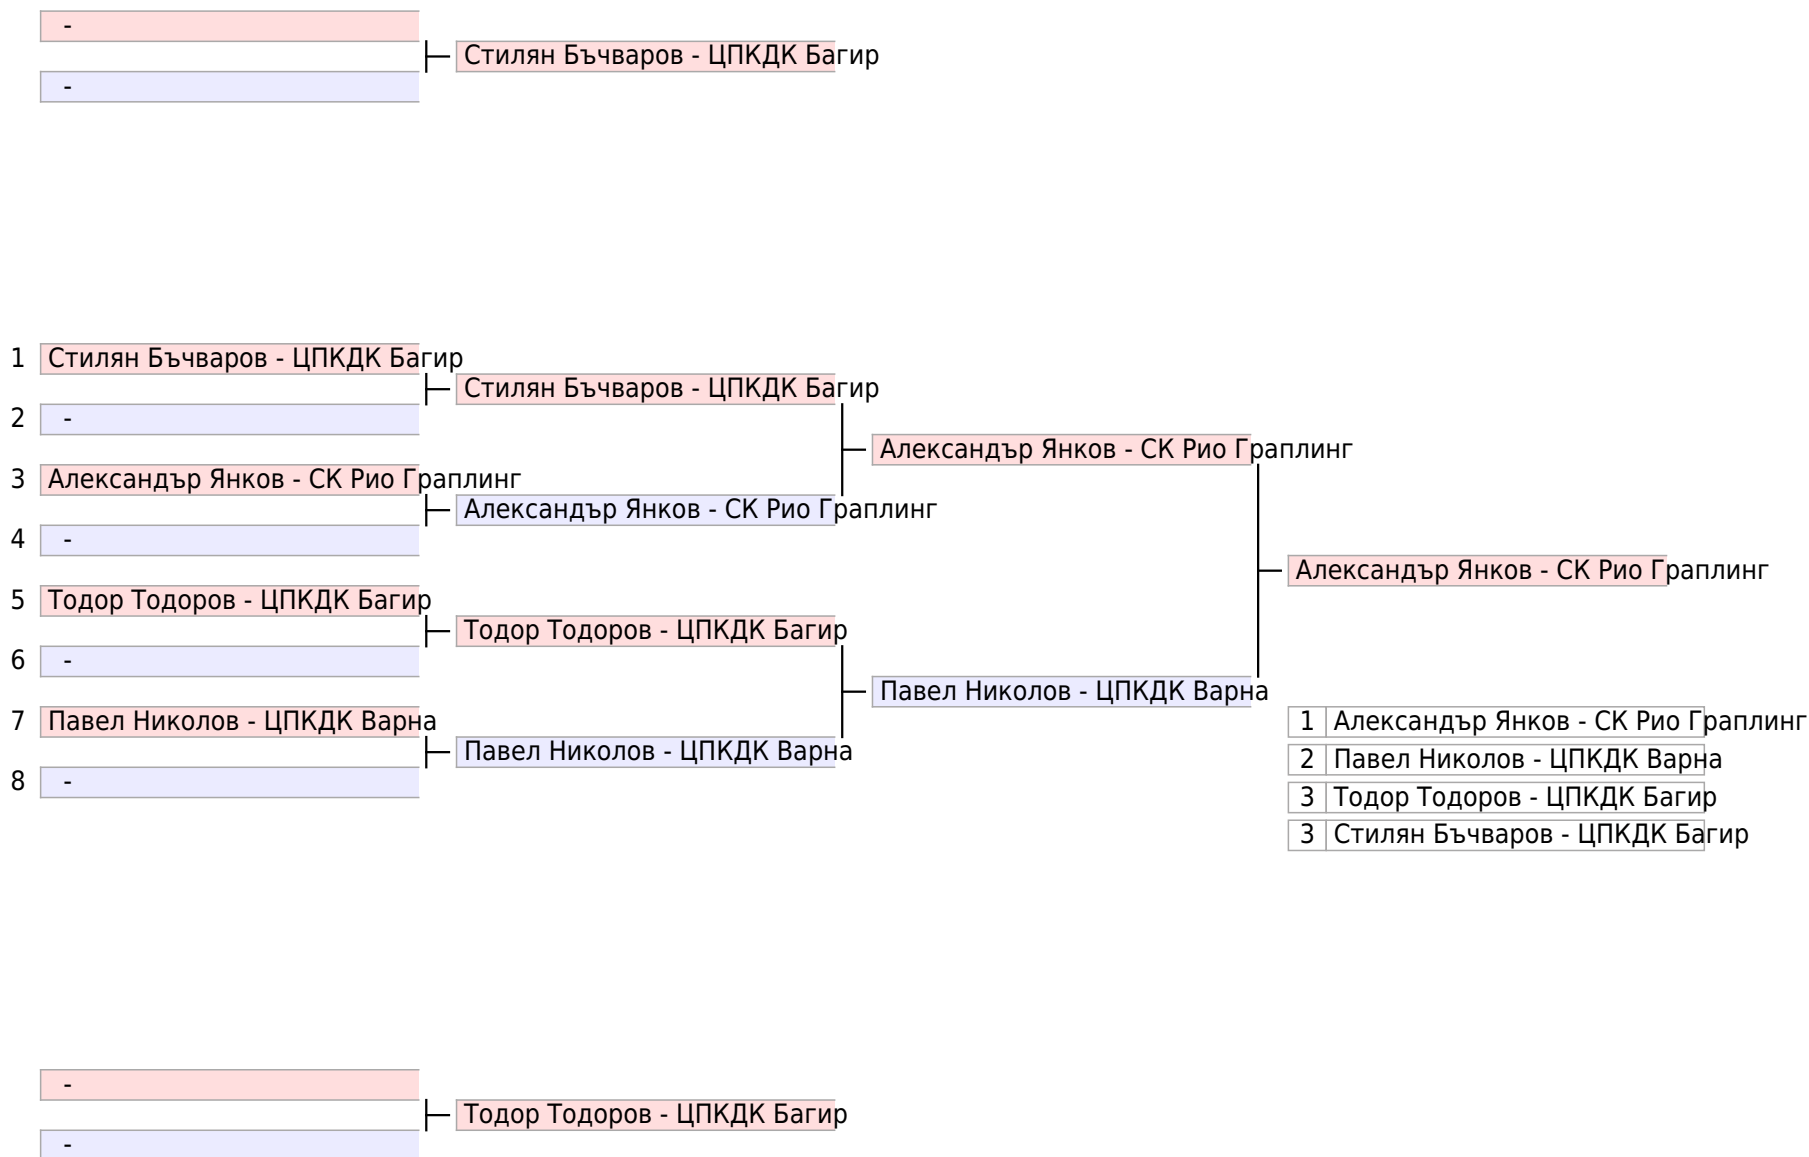 -
Стилян Бъчваров - ЦПКДК Багир
-
1 Стилян Бъчваров - ЦПКДК Багир
Стилян Бъчваров - ЦПКДК Багир
2 -
Александър Янков - СК Рио Граплинг
3 Александър Янков - СК Рио Граплинг
Александър Янков - СК Рио Граплинг
4 -
Александър Янков - СК Рио Граплинг
5 Тодор Тодоров - ЦПКДК Багир
Тодор Тодоров - ЦПКДК Багир
6 -
Павел Николов - ЦПКДК Варна
7 Павел Николов - ЦПКДК Варна
Павел Николов - ЦПКДК Варна
8 -
1 Александър Янков - СК Рио Граплинг
2 Павел Николов - ЦПКДК Варна
3 Тодор Тодоров - ЦПКДК Багир
3 Стилян Бъчваров - ЦПКДК Багир
-
Тодор Тодоров - ЦПКДК Багир
-